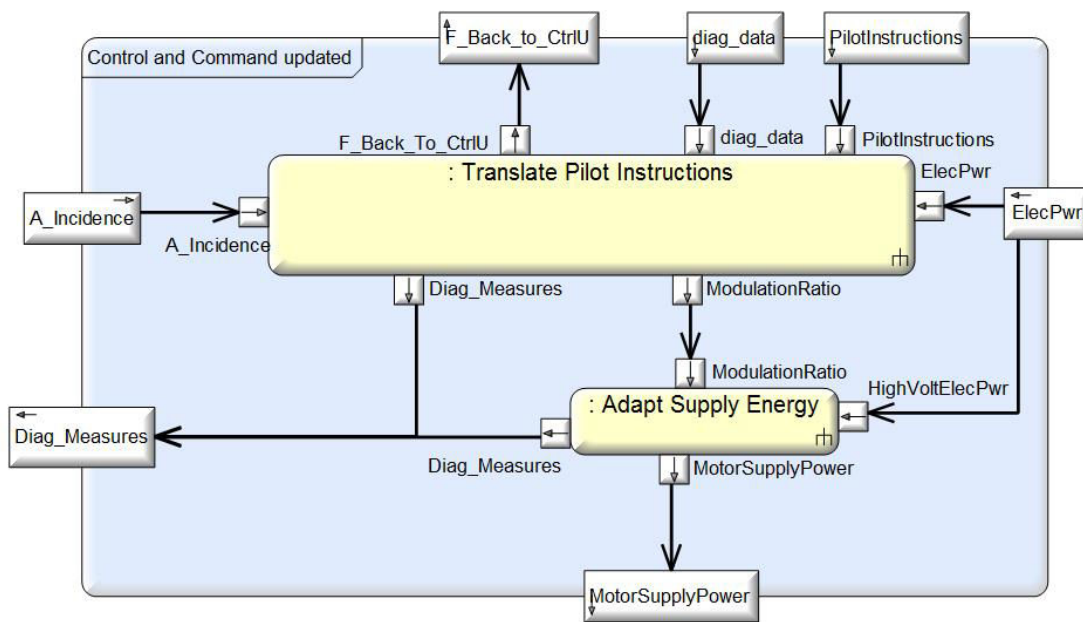 F_Back_to_CtrlU
diag_data
PilotInstructions
Control and Command updated
F_Back_To_CtrlU
diag_data
PilotInstructions
: Translate Pilot Instructions
ElecPwr
A_Incidence
ElecPwr
A_Incidence
Diag_Measures
ModulationRatio
ModulationRatio
HighVoltElecPwr
: Adapt Supply Energy
Diag_Measures
Diag_Measures
MotorSupplyPower
MotorSupplyPower